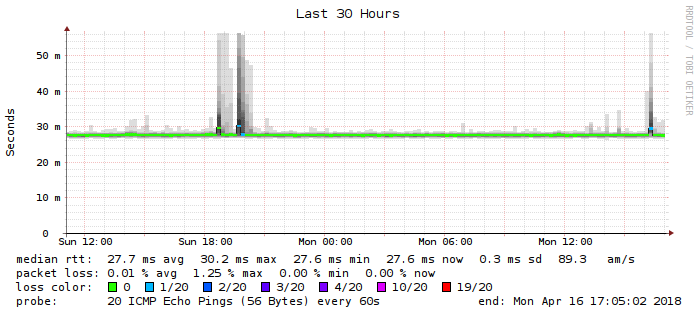 Last 30 Hours
RRDTOOL / TOBI OETIKER
Seconds
50 m
40 m
30 m
20 m
10 m
0
Sun 12:00 Sun 18:00 Mon 00:00 Mon 06:00 Mon 12:00
median rtt: 27.7 ms avg 30.2 ms max 27.6 ms min 27.6 ms now 0.3 ms sd 89.3 am/s
packet loss: 0.01 % avg 1.25 % max 0.00 % min 0.00 % now
loss color: 0 1/20 2/20 3/20 4/20 10/20 19/20
probe: 20 ICMP Echo Pings (56 Bytes) every 60s end: Mon Apr 16 17:05:02 2018